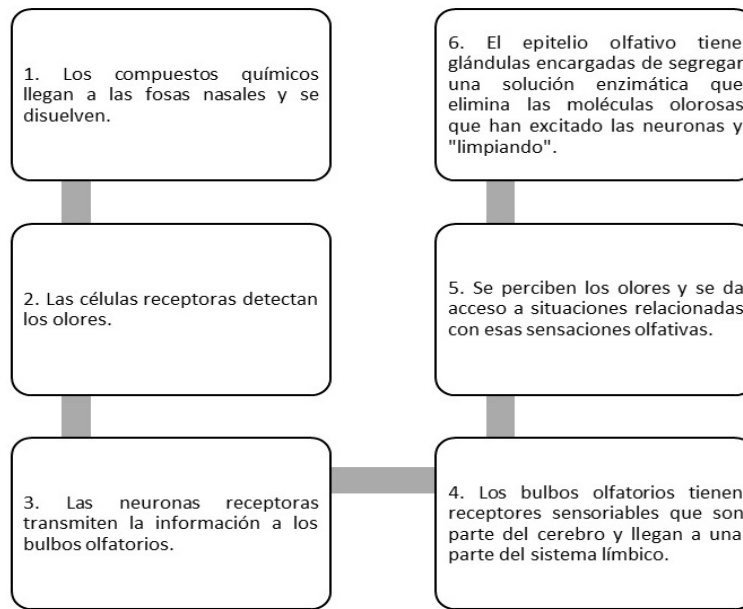 1. Los compuestos químicos
llegan a las fosas nasales y se
disuelven.
2. Las células receptoras detectan
los olores.
3. Las neuronas receptoras
transmiten la información a los
bulbos olfatorios.
4. Los bulbos olfatorios tienen
receptores sensoriables que son
parte del cerebro y llegan a una
parte del sistema límbico.
5. Se perciben los olores y se da
acceso a situaciones relacionadas
con esas sensaciones olfativas.
6. El epitelio olfativo tiene
glándulas encargadas de segregar
una solución enzimática que
elimina las moléculas olorosas
que han excitado las neuronas y
"limpiando".